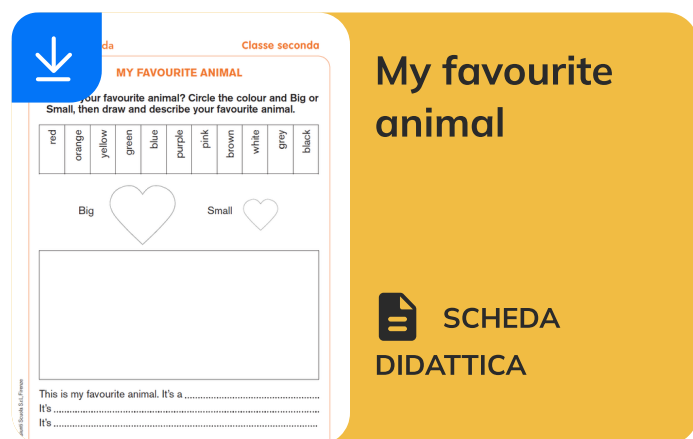 da
Classe seconda
MY FAVOURITE ANIMAL
your favourite animal? Circle the colour and Big or
Small, then draw and describe your favourite animal.
red
orange
yellow
green
blue
purple
pink
brown
white
grey
black
Big
Small
This is my favourite animal. It's a
It's
It's
My favourite
animal
SCHEDA
DIDATTICA